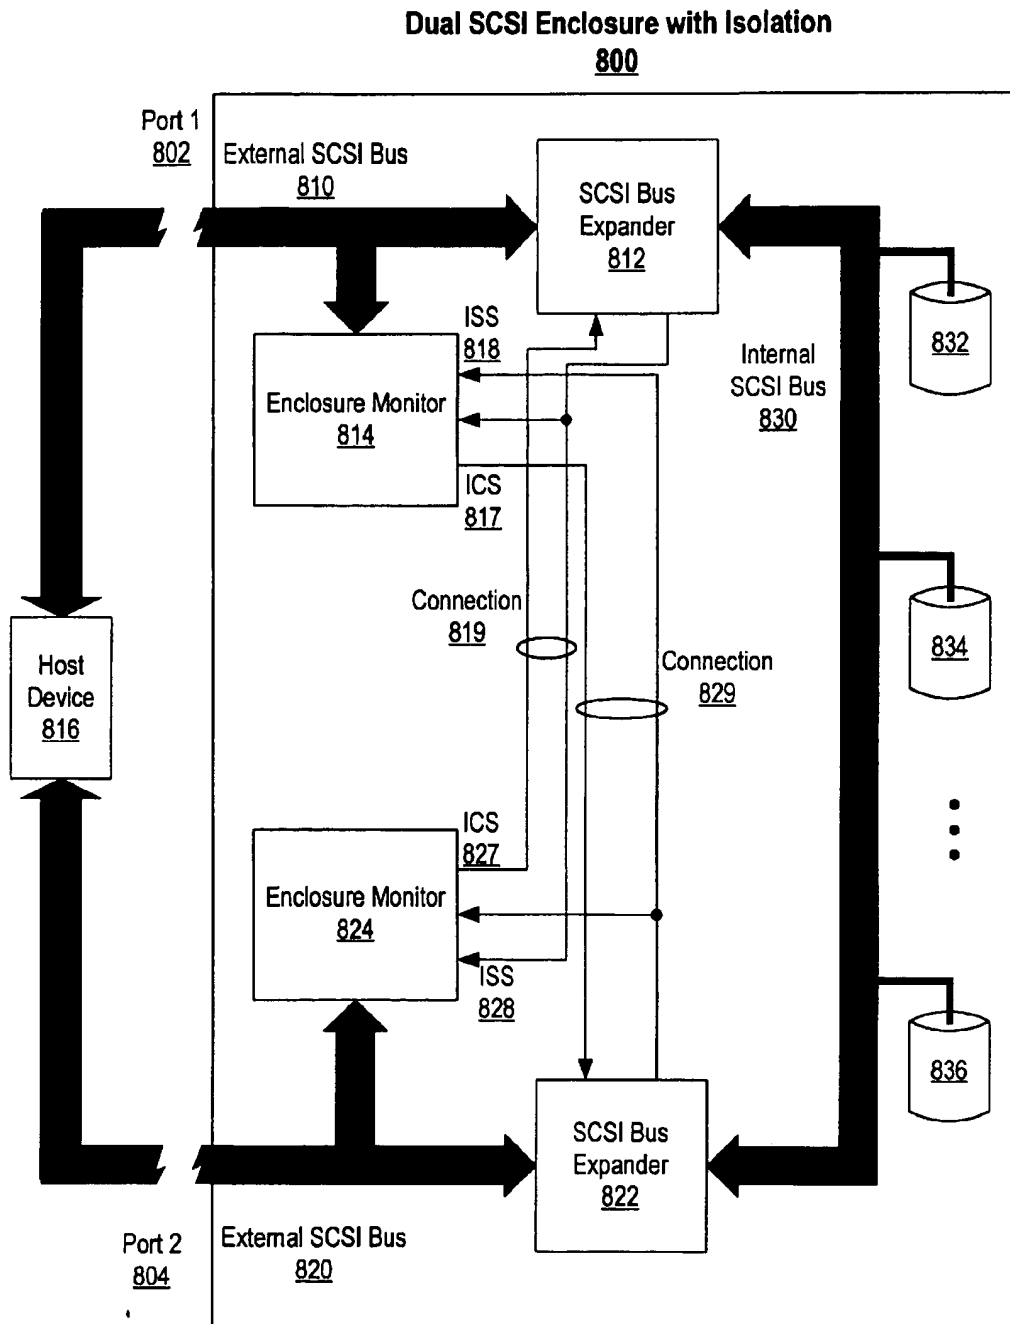 Dual SCSI Enclosure with Isolation
800
Port 1
802
External SCSI Bus
810
SCSI Bus
Expander
812
ISS
818
Enclosure Monitor
814
ICS
817
Internal
SCSI Bus
830
832
Connection
819
834
Host
Device
816
Connection
829
ICS
827
Enclosure Monitor
824
ISS
828
836
SCSI Bus
Expander
822
Port 2
804
External SCSI Bus
820